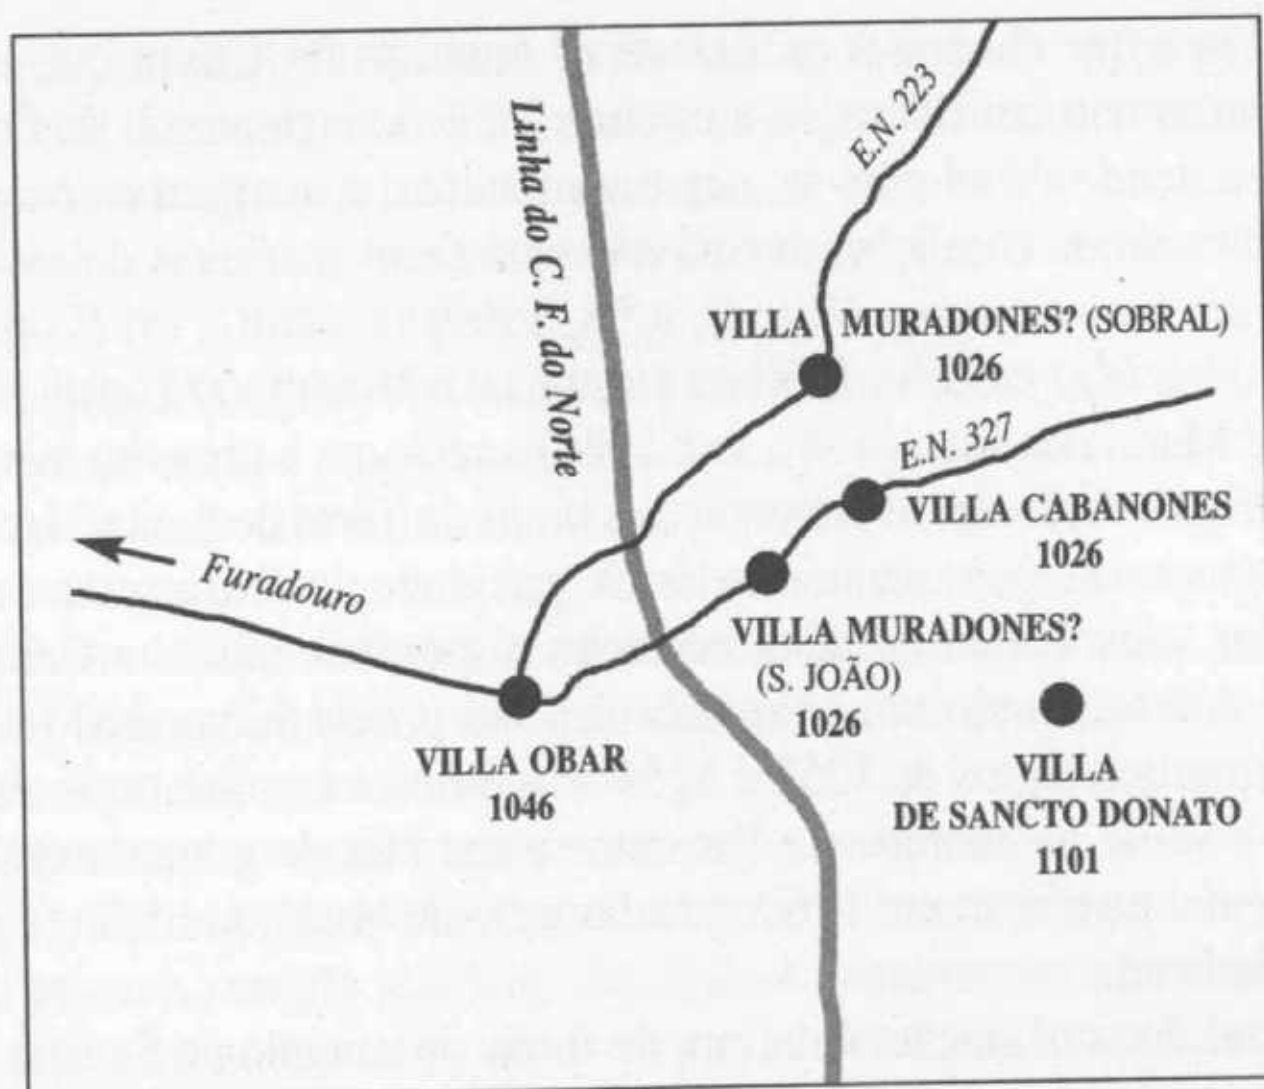 E.N. 223
Linha do C. F. do Norte
VILLA MURADONES? (SOBRAL)
1026
E.N. 327
VILLA CABANONES
1026
Furadouro
VILLA MURADONES?
(S. JOÃO)
1026
VILLA OBAR
1046
VILLA
DE SANCTO DONATO
1101